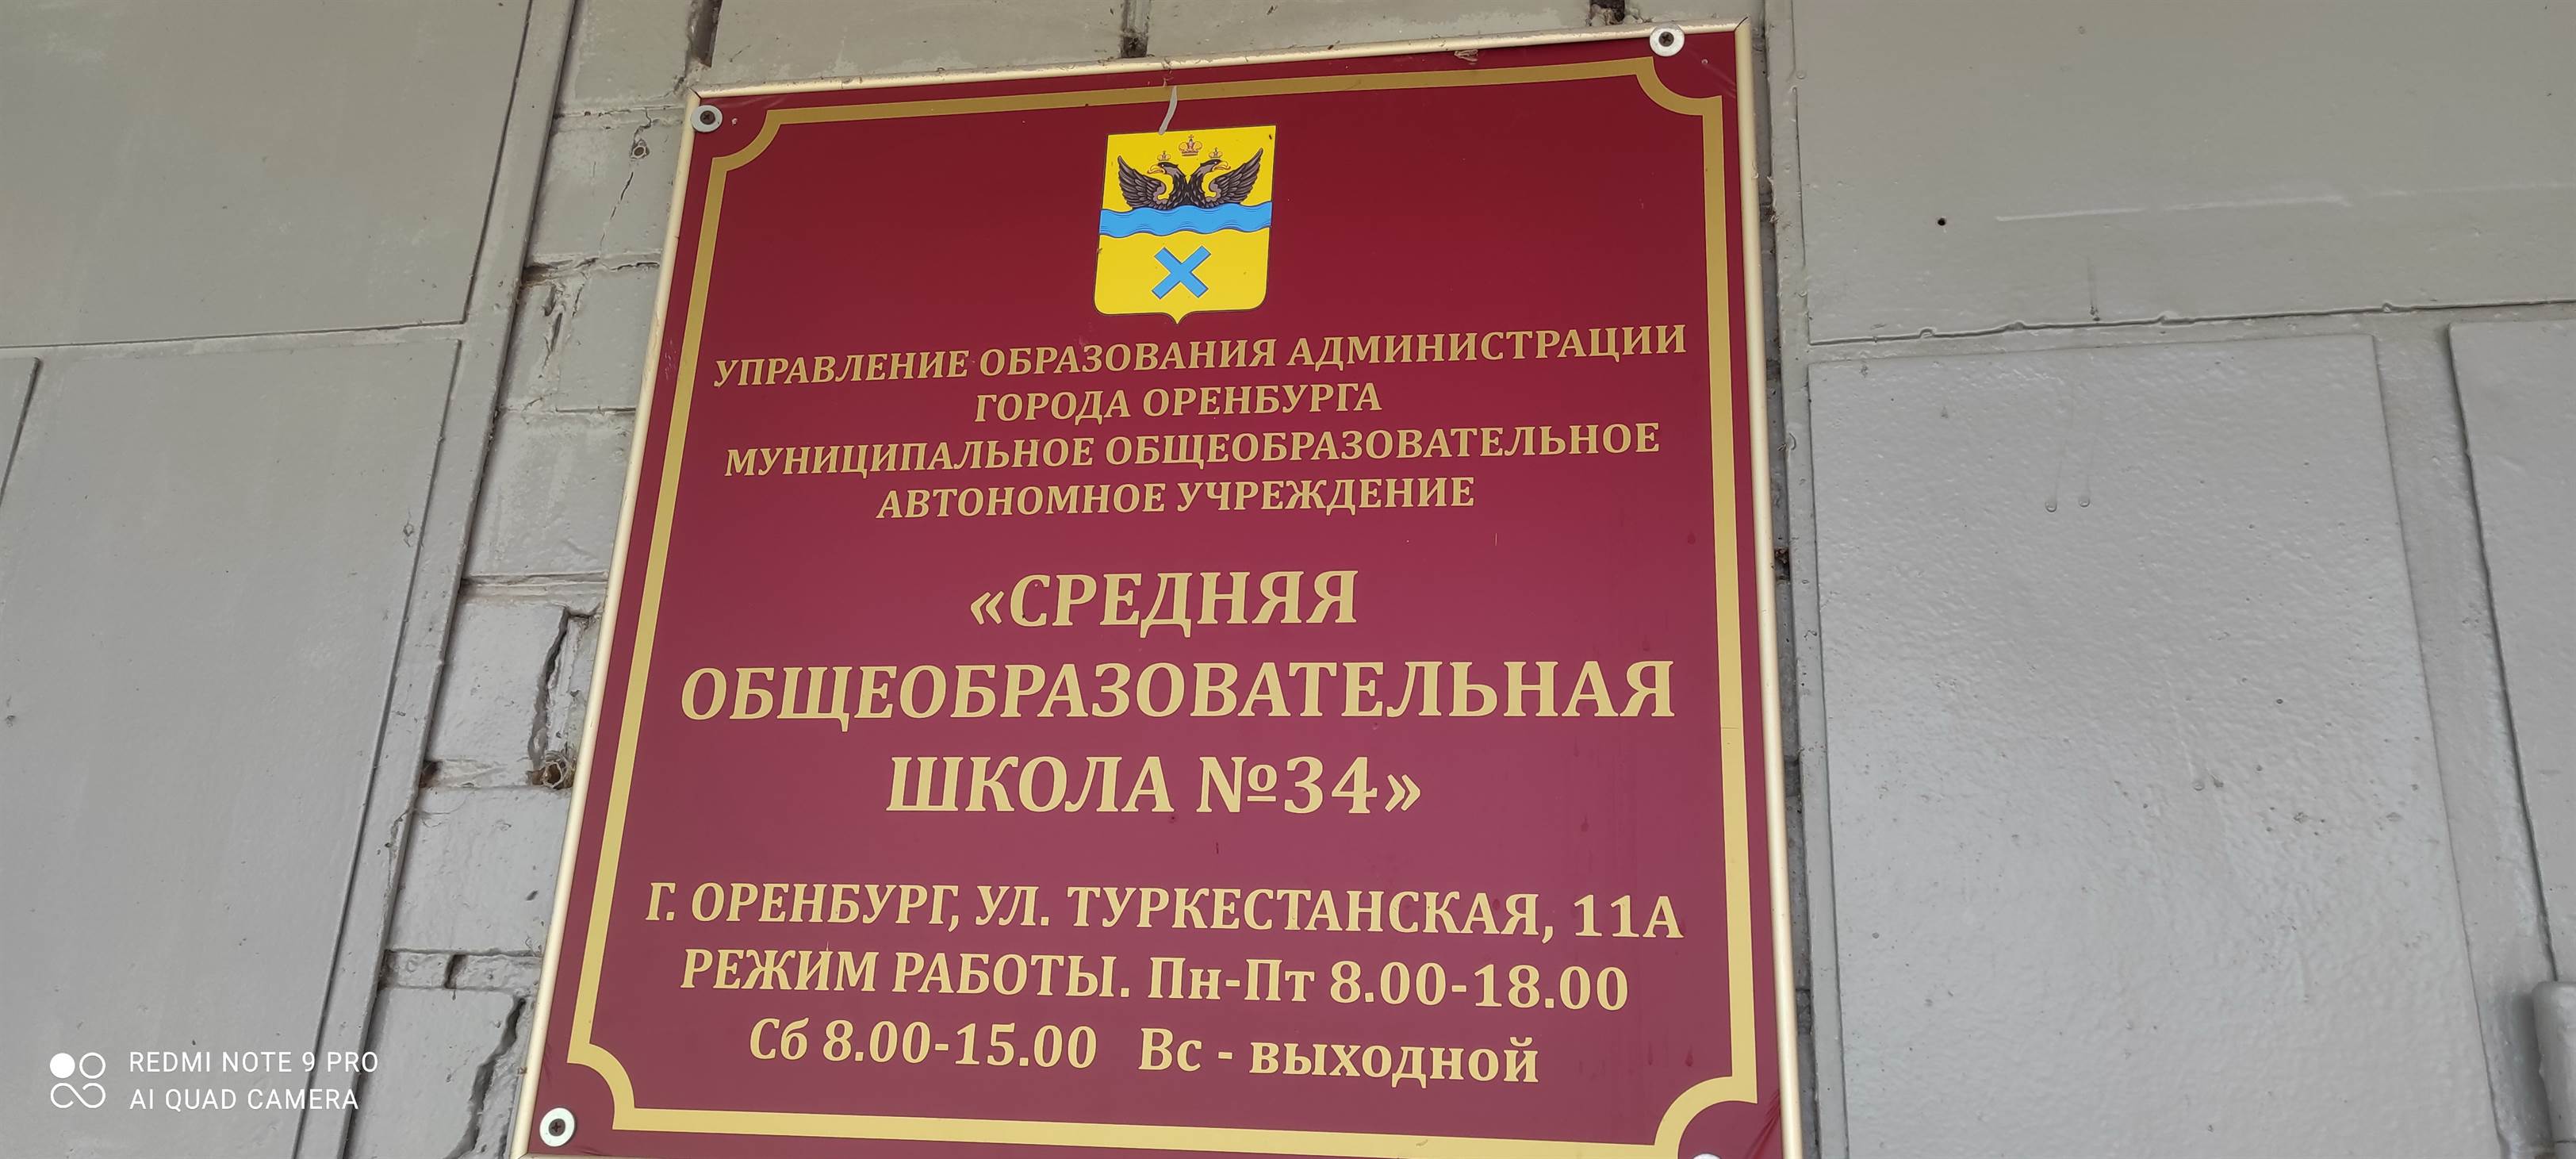 УПРАВЛЕНИЕ ОБРАЗОВАНИЯ АДМИНИСТРАЦИИ
ГОРОДА ОРЕНБУРГА
МУНИЦИПАЛЬНОЕ ОБЩЕОБРАЗОВАТЕЛЬНОЕ
АВТОНОМНОЕ УЧРЕЖДЕНИЕ
«СРЕДНЯЯ
ОБЩЕОБРАЗОВАТЕЛЬНАЯ
ШКОЛА №34»
Г. ОРЕНБУРГ, УЛ. ТУРКЕСТАНСКАЯ, 11А
РЕЖИМ РАБОТЫ. Пн-Пт 8.00-18.00
Сб 8.00-15.00 Вс - выходной
REDMI NOTE 9 PRO
AI QUAD CAMERA